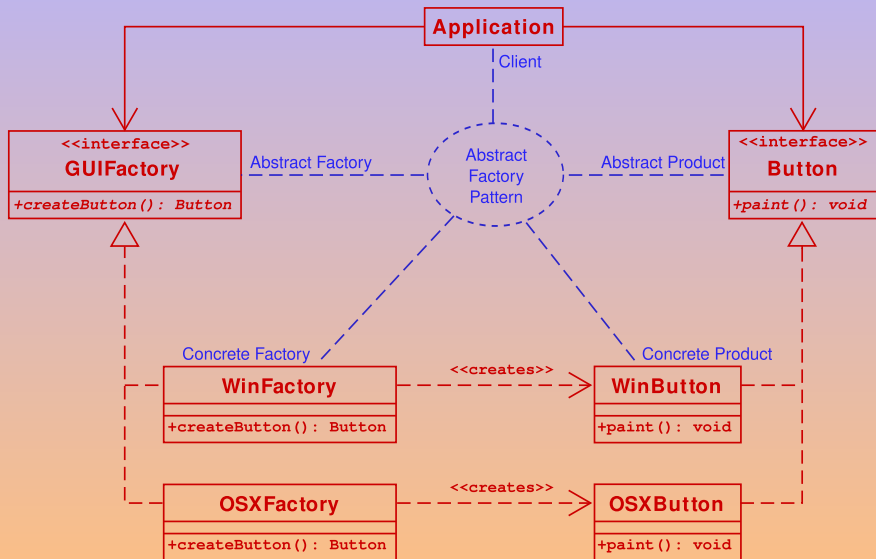 Application
Client
<<interface>>
GUIFactory
+createButton(): Button
Abstract Factory
Abstract
Factory
Pattern
Abstract Product
<<interface>>
Button
+paint(): void
Concrete Factory
Concrete Product
WinFactory
+createButton(): Button
<<creates>>
WinButton
+paint(): void
OSXFactory
+createButton(): Button
<<creates>>
OSXButton
+paint(): void